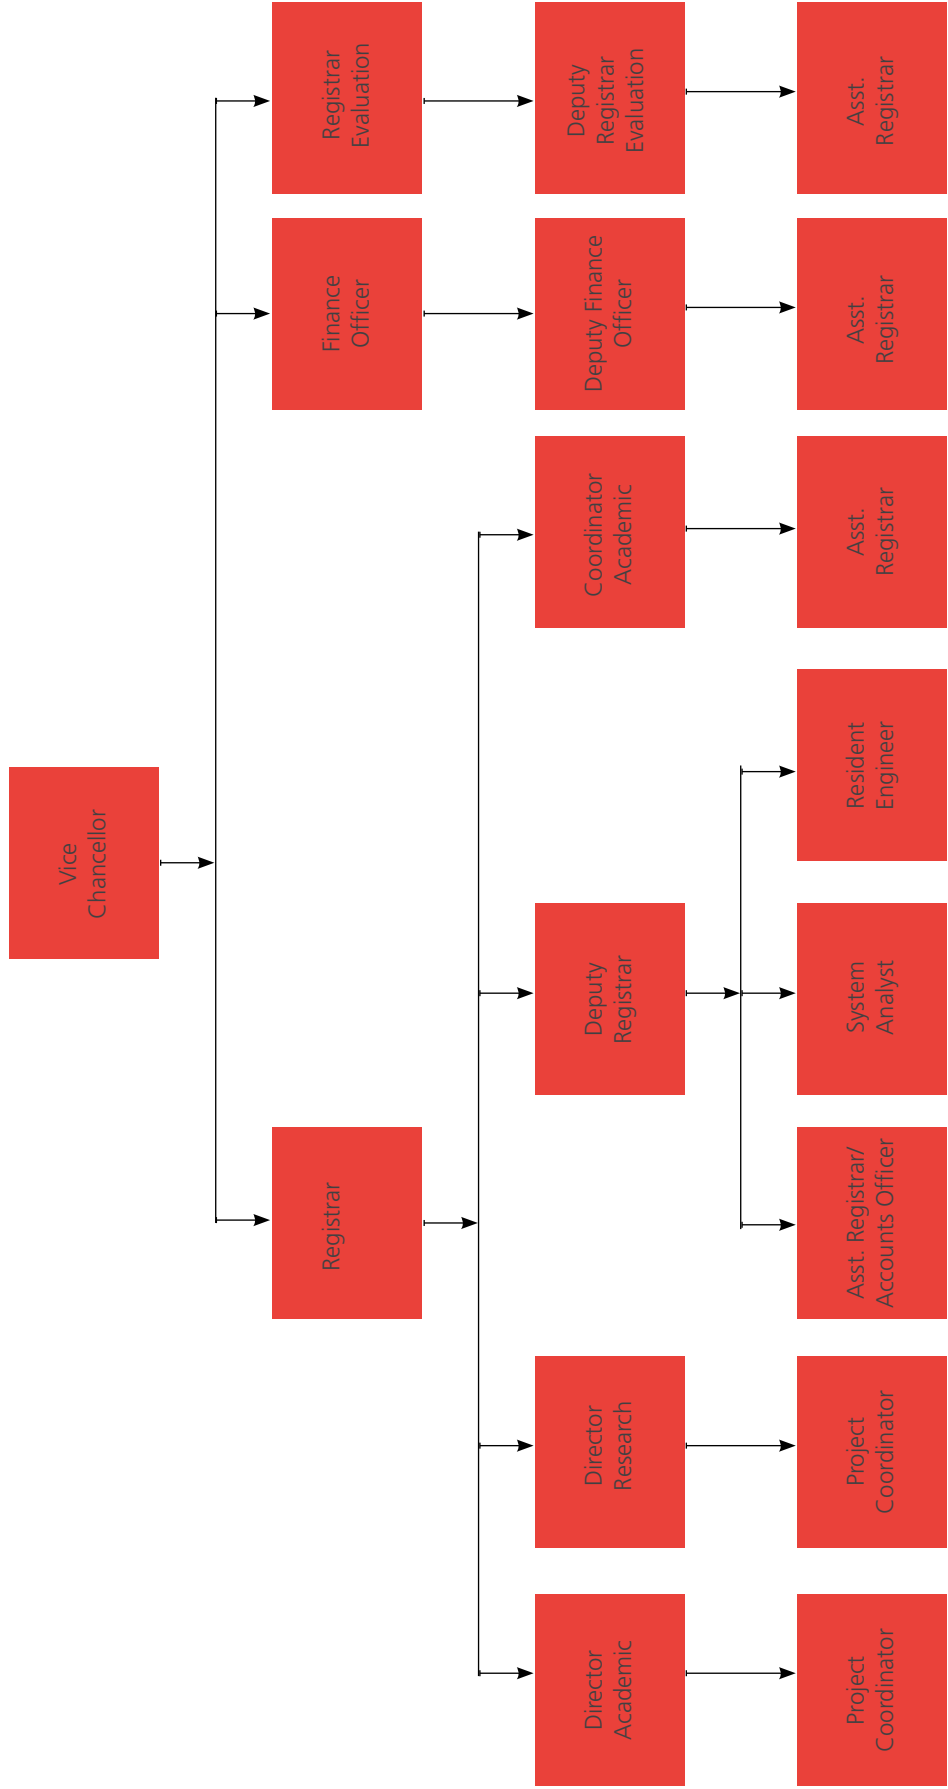 Vice
Chancellor
Registrar
Finance
Officer
Registrar
Evaluation
Director
Academic
Director
Research
Deputy
Registrar
Coordinator
Academic
Deputy Finance
Officer
Deputy
Registrar
Evaluation
Project
Coordinator
Project
Coordinator
Asst. Registrar/
Accounts Officer
System
Analyst
Resident
Engineer
Asst.
Registrar
Asst.
Registrar
Asst.
Registrar